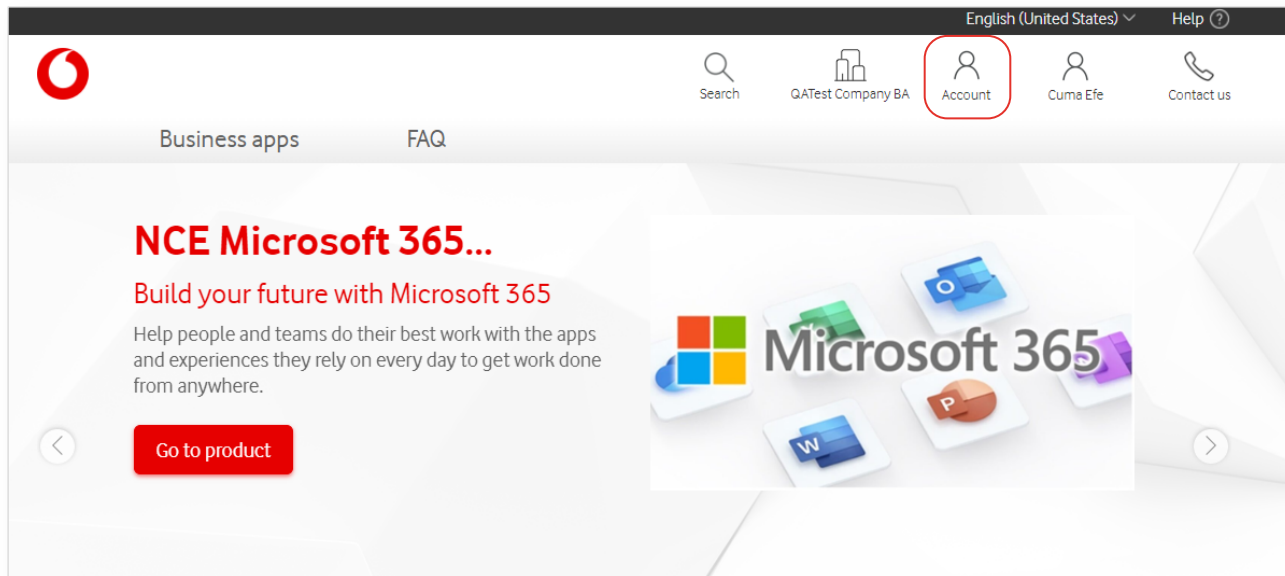 English (United States) Help ?
Search QATest Company BA Account Cuma Efe Contact us
Business apps FAQ
NCE Microsoft 365...
Build your future with Microsoft 365
Help people and teams do their best work with the apps
and experiences they rely on every day to get work done
from anywhere.
Go to product
Microsoft 365
O
P
W